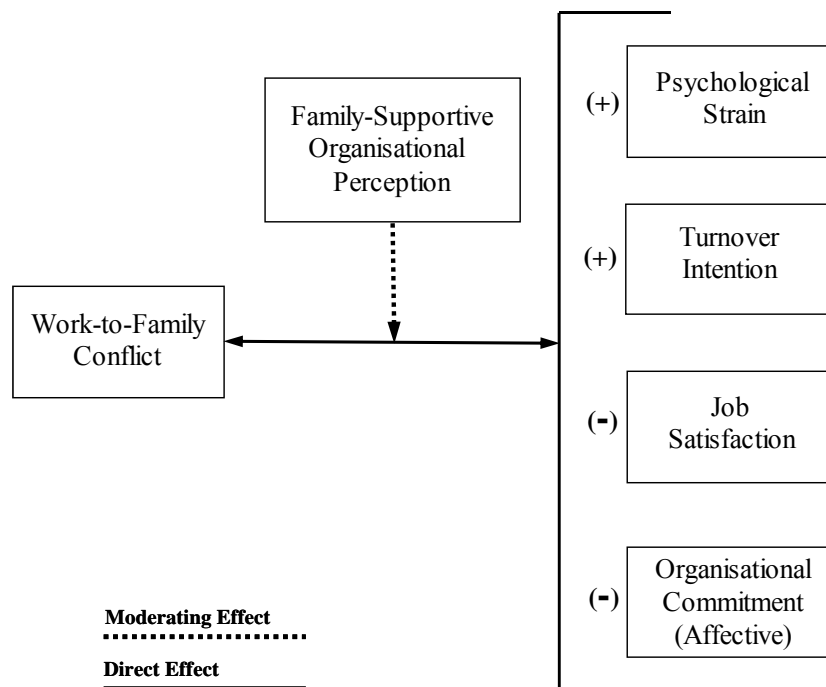 Family-Supportive
Organisational
Perception
Work-to-Family
Conflict
(+)
Psychological
Strain
(+)
Turnover
Intention
(-)
Job
Satisfaction
(-)
Organisational
Commitment
(Affective)
Moderating Effect
Direct Effect